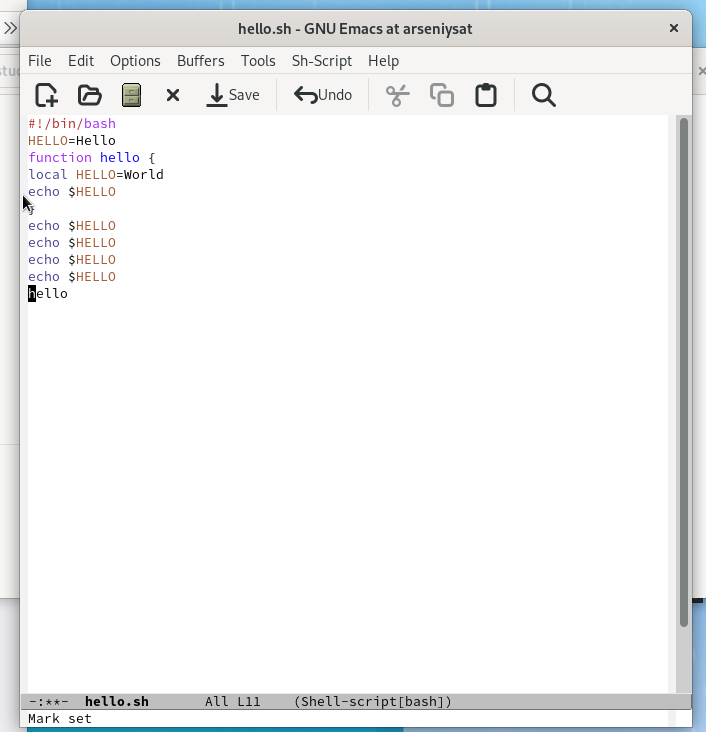 hello.sh - GNU Emacs at arseniysat
File Edit Options Buffers Tools Sh-Script Help
Save Undo
#!/bin/bash
HELLO=Hello
function hello {
local HELLO=World
echo $HELLO
}
echo $HELLO
echo $HELLO
echo $HELLO
echo $HELLO
hello
-:**- hello.sh All L11 (Shell-script[bash])
Mark set